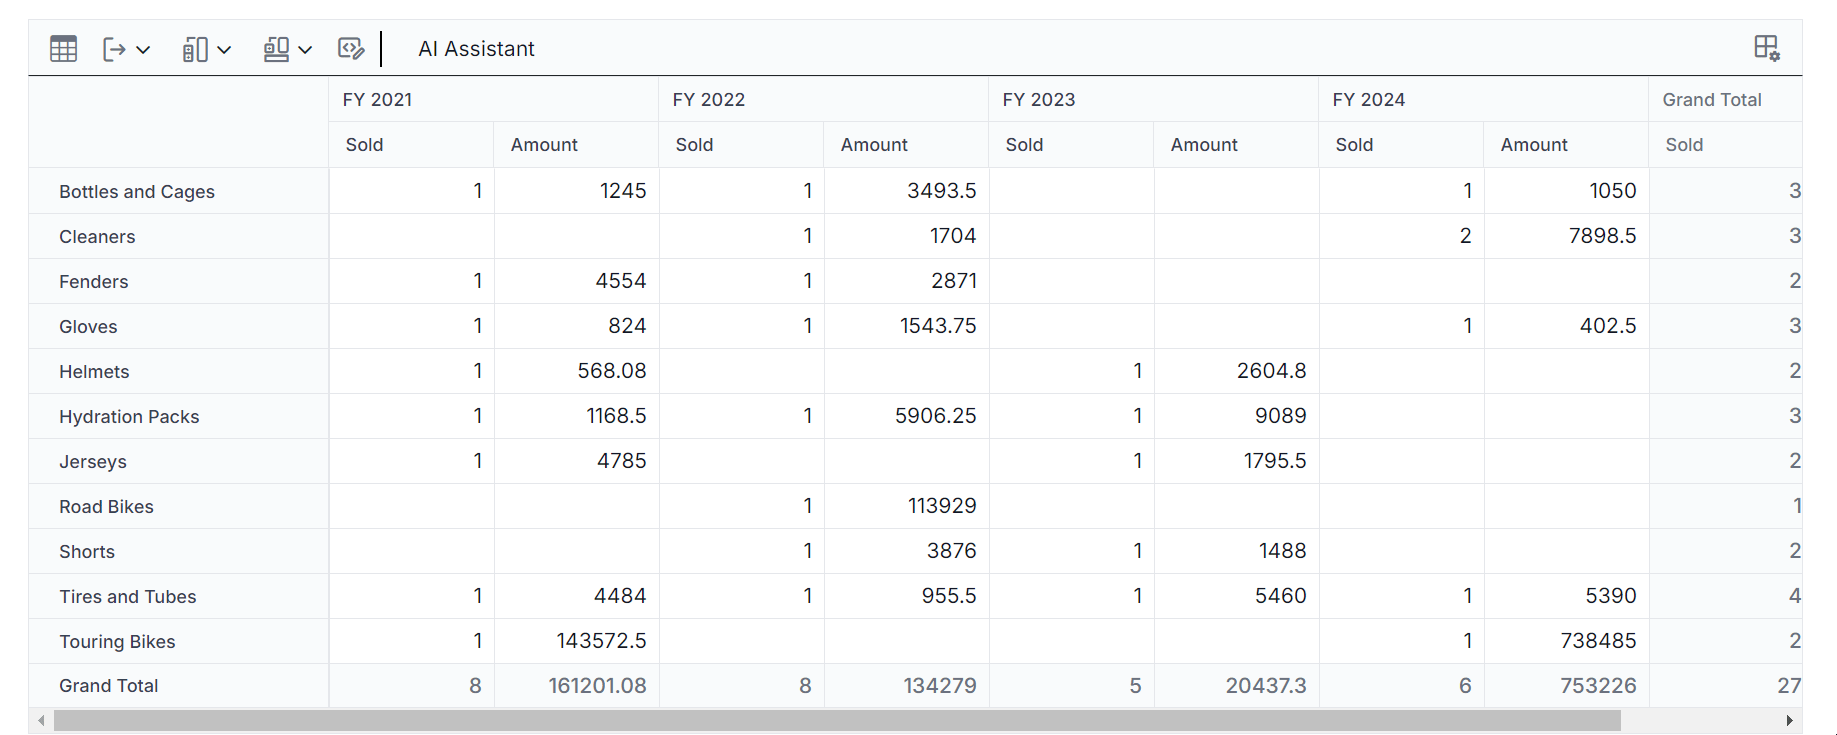 AI Assistant
FY 2021 FY 2022 FY 2023 FY 2024 Grand Total
Sold Amount Sold Amount Sold Amount Sold Amount Sold
Bottles and Cages 1 1245 1 3493.5 1 1050 3
Cleaners 1 1704 2 7898.5 3
Fenders 1 4554 1 2871 2
Gloves 1 824 1 1543.75 1 402.5 3
Helmets 1 568.08 1 2604.8 2
Hydration Packs 1 1168.5 1 5906.25 1 9089 3
Jerseys 1 4785 1 1795.5 2
Road Bikes 1 113929 1
Shorts 1 3876 1 1488 2
Tires and Tubes 1 4484 1 955.5 1 5460 1 5390 4
Touring Bikes 1 143572.5 1 738485 2
Grand Total 8 161201.08 8 134279 5 20437.3 6 753226 27